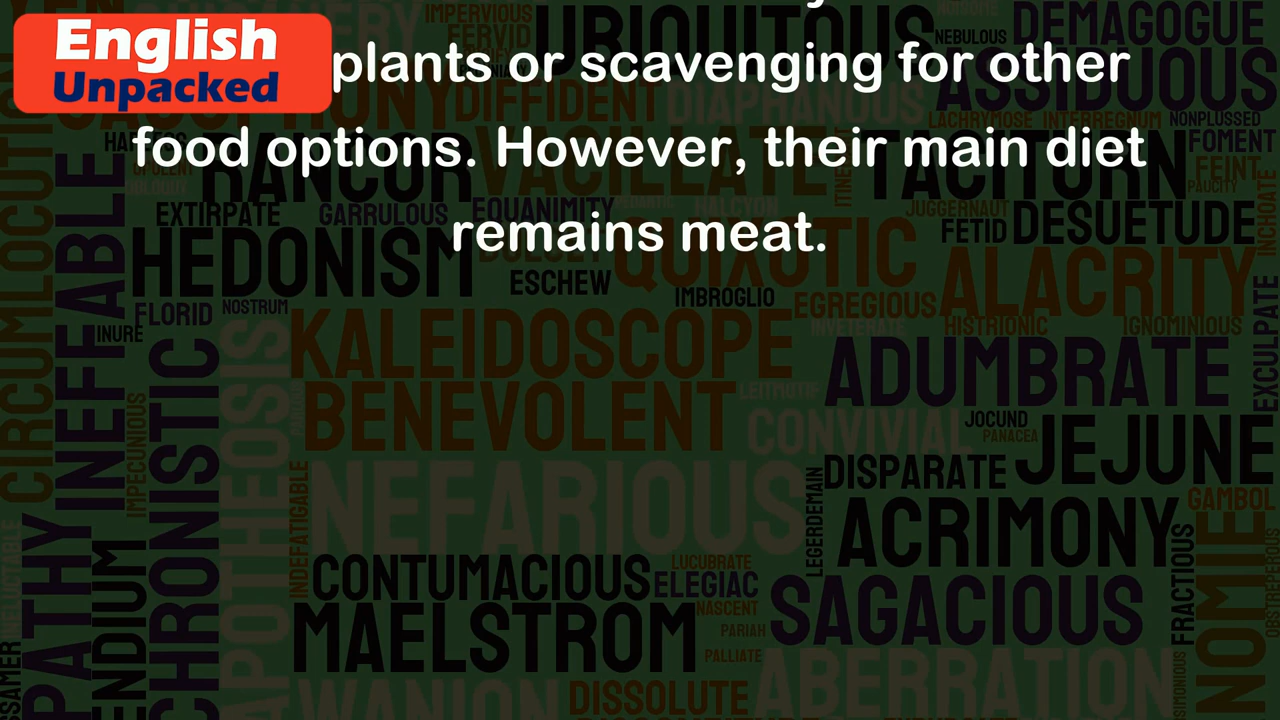 English
Unpacked
plants or scavenging for other
food options. However, their main diet
remains meat.
IMPERVIOUS
FERVID
UBIQUITOUS
NEBULOUS
DEMAGOGUE
ASSIDUOUS
DIFFIDENT
DIAPHANOUS
LACHRYMOSE
INTERREGNUM
NONPLUSSED
FOMENT
FEINT
PAUCITY
INCHOATE
RANCOR
VACILLATE
TACITURN
EXTIRPATE
GARRULOUS
EQUANIMITY
HALCYON
JUGGERNAUT
FETID
DESUETUDE
HEDONISM
ESCHEW
QUIXOTIC
ALACRITY
IMBROGLIO
EGREGIOUS
FLORID
NOSTRUM
INURE
INVETERATE
HISTRIONIC
IGNOMINIOUS
EXCULPATE
INEFFABLE
KALEIDOSCOPE
ADUMBRATE
BENEVOLENT
LEITMOTIF
CONVIVIAL
JOCUND
PANACEA
JEJUNE
IMPECUNIOUS
APOTHEOSIS
INDEFATIGABLE
NEFARIOUS
LEGERDEMAIN
DISPARATE
ACRIMONY
GAMBOL
FRACTIOUS
CONTUMACIOUS
LUCUBRATE
ELEGIAC
SAGACIOUS
MAELSTROM
NASCENT
PARIAH
PALLIATE
ABERRATION
DISSOLUTE